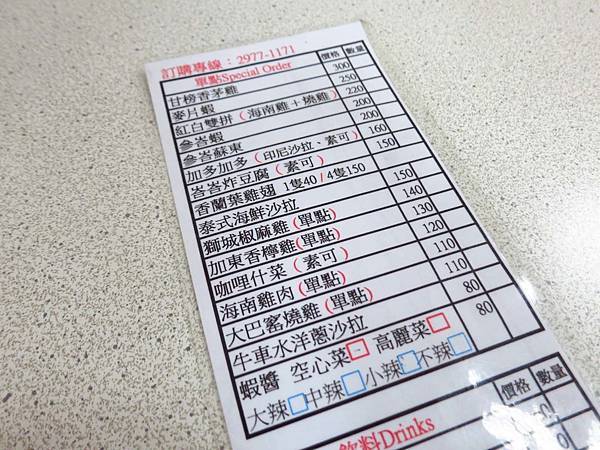 訂購專線：2977-1171
單點Special Order 價格 數量
甘榜香茅雞 300
麥片蝦 250
紅白雙拼（海南雞＋燒雞） 220
參峇蝦 200
參峇蘇東 200
加多加多（印尼沙拉、素可） 160
峇峇炸豆腐（素可） 150
香蘭葉雞翅 1隻40 / 4隻150
泰式海鮮沙拉 150
獅城椒麻雞(單點) 140
加東香檸雞(單點) 130
咖哩什菜（素可） 120
海南雞肉(單點) 110
大巴窰燒雞(單點) 110
牛車水洋蔥沙拉 80
蝦醬 空心菜□ 高麗菜□ 80
大辣□中辣□小辣□不辣□
飲料Drinks 價格 數量